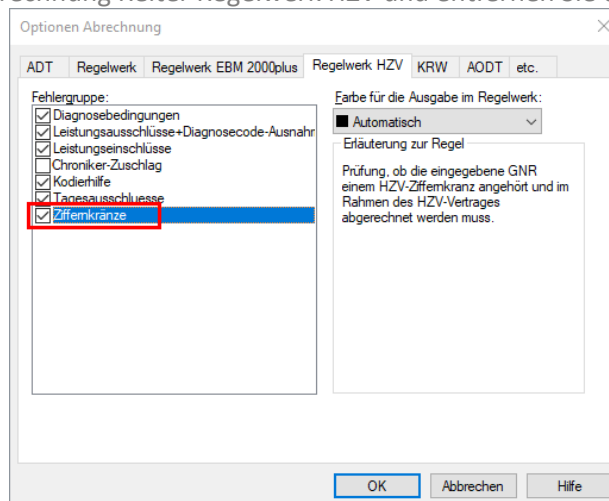 Optionen Abrechnung
ADT Regelwerk Regelwerk EBM 2000plus Regelwerk HZV KRW AODT etc.
Fehlergruppe:
Diagnosebedingungen
Leistungsausschlüsse+Diagnosecode-Ausnahr
Leistungseinschlüsse
Chroniker-Zuschlag
Kodierhilfe
Tagesausschluesse
Ziffernkränze
Farbe für die Ausgabe im Regelwerk:
Automatisch
Erläuterung zur Regel
Prüfung, ob die eingegebene GNR
einem HZV-Ziffernkranz angehört und im
Rahmen des HZV-Vertrages
abgerechnet werden muss.
OK Abbrechen Hilfe